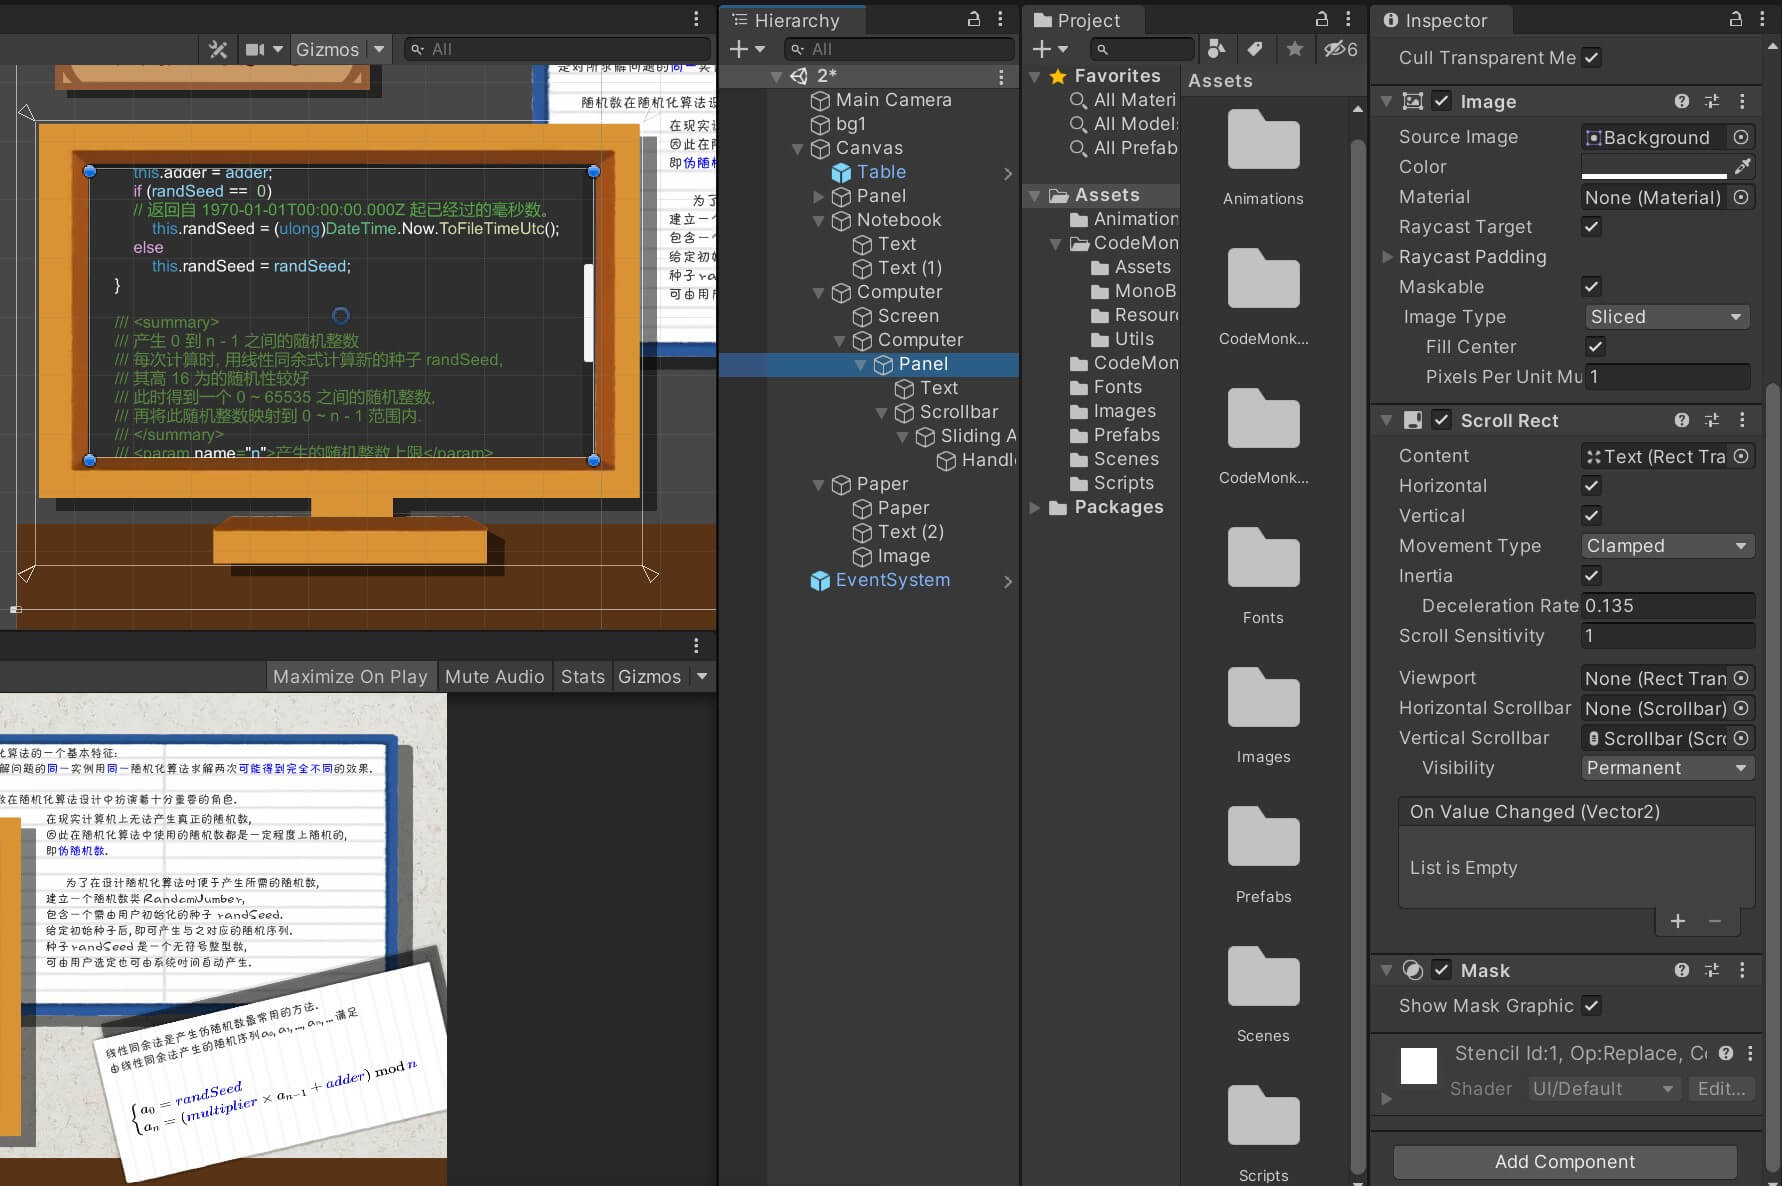 Gizmos
All
是对所求解问题的同一实
随机数在随机化算法设
在现实计
因此在随
即伪随机
为了
建立一个
包含一个
给定初始
种子 ra
可由用户
this.adder = adder;
if (randSeed ==  0)
// 返回自 1970-01-01T00:00:00.000Z 起已经过的毫秒数。
this.randSeed = (ulong)DateTime.Now.ToFileTimeUtc();
else
this.randSeed = randSeed;
}
/// <summary>
/// 产生 0 到 n - 1 之间的随机整数
/// 每次计算时, 用线性同余式计算新的种子 randSeed,
/// 其高 16 为的随机性较好
/// 此时得到一个 0 ~ 65535 之间的随机整数,
/// 再将此随机整数映射到 0 ~ n - 1 范围内.
/// </summary>
/// <param name="n">产生的随机整数上限</param>
Maximize On Play
Mute Audio
Stats
Gizmos
化算法的一个基本特征:
解问题的同一实例用同一随机化算法求解两次可能得到完全不同的效果.
数在随机化算法设计中扮演着十分重要的角色.
在现实计算机上无法产生真正的随机数,
因此在随机化算法中使用的随机数都是一定程度上随机的,
即伪随机数.
为了在设计随机化算法时便于产生所需的随机数,
建立一个随机数类 RandomNumber,
包含一个需由用户初始化的种子 randSeed.
给定初始种子后, 即可产生与之对应的随机序列.
种子 randSeed 是一个无符号整型数,
可由用户选定也可由系统时间自动产生.
线性同余法是产生伪随机数最常用的方法.
由线性同余法产生的随机序列a₀, a₁, ..., aₙ, ... 满足
a₀ = randSeed
aₙ = (multiplier × aₙ₋₁ + adder) mod n
Hierarchy
All
2*
Main Camera
bg1
Canvas
Table
Panel
Notebook
Text
Text (1)
Computer
Screen
Computer
Panel
Text
Scrollbar
Sliding A
Handl
Paper
Paper
Text (2)
Image
EventSystem
Project
6
Favorites
All Materi
All Model
All Prefab
Assets
Animation
CodeMon
Assets
MonoB
Resour
Utils
CodeMon
Fonts
Images
Prefabs
Scenes
Scripts
Packages
Assets
Animations
CodeMonk...
CodeMonk...
Fonts
Images
Prefabs
Scenes
Scripts
Inspector
Cull Transparent Me
Image
Source Image Background
Color
Material None (Material)
Raycast Target
Raycast Padding
Maskable
Image Type Sliced
Fill Center
Pixels Per Unit Mu 1
Scroll Rect
Content Text (Rect Tra
Horizontal
Vertical
Movement Type Clamped
Inertia
Deceleration Rate 0.135
Scroll Sensitivity 1
Viewport None (Rect Tran
Horizontal Scrollbar None (Scrollbar)
Vertical Scrollbar Scrollbar (Scro
Visibility Permanent
On Value Changed (Vector2)
List is Empty
Mask
Show Mask Graphic
Stencil Id:1, Op:Replace, Co
Shader UI/Default Edit...
Add Component